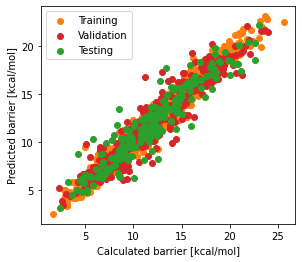 Training
Validation
Testing
Predicted barrier [kcal/mol]
20
15
10
5
5
10
15
20
25
Calculated barrier [kcal/mol]